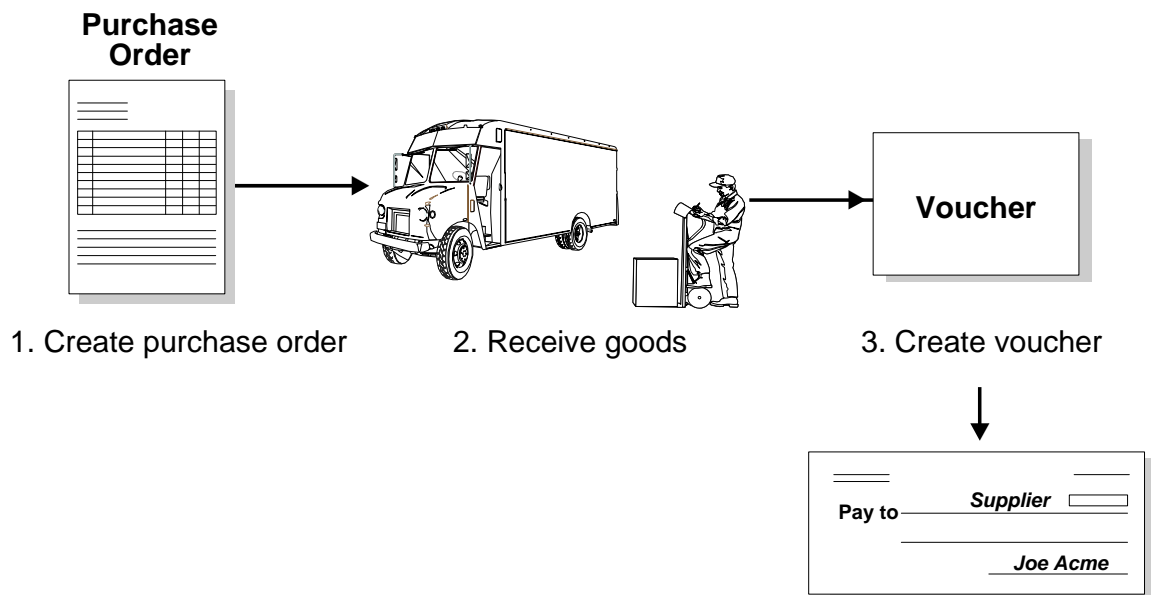 Purchase
Order
Voucher
1. Create purchase order
2. Receive goods
3. Create voucher
Supplier
Pay to
Joe Acme